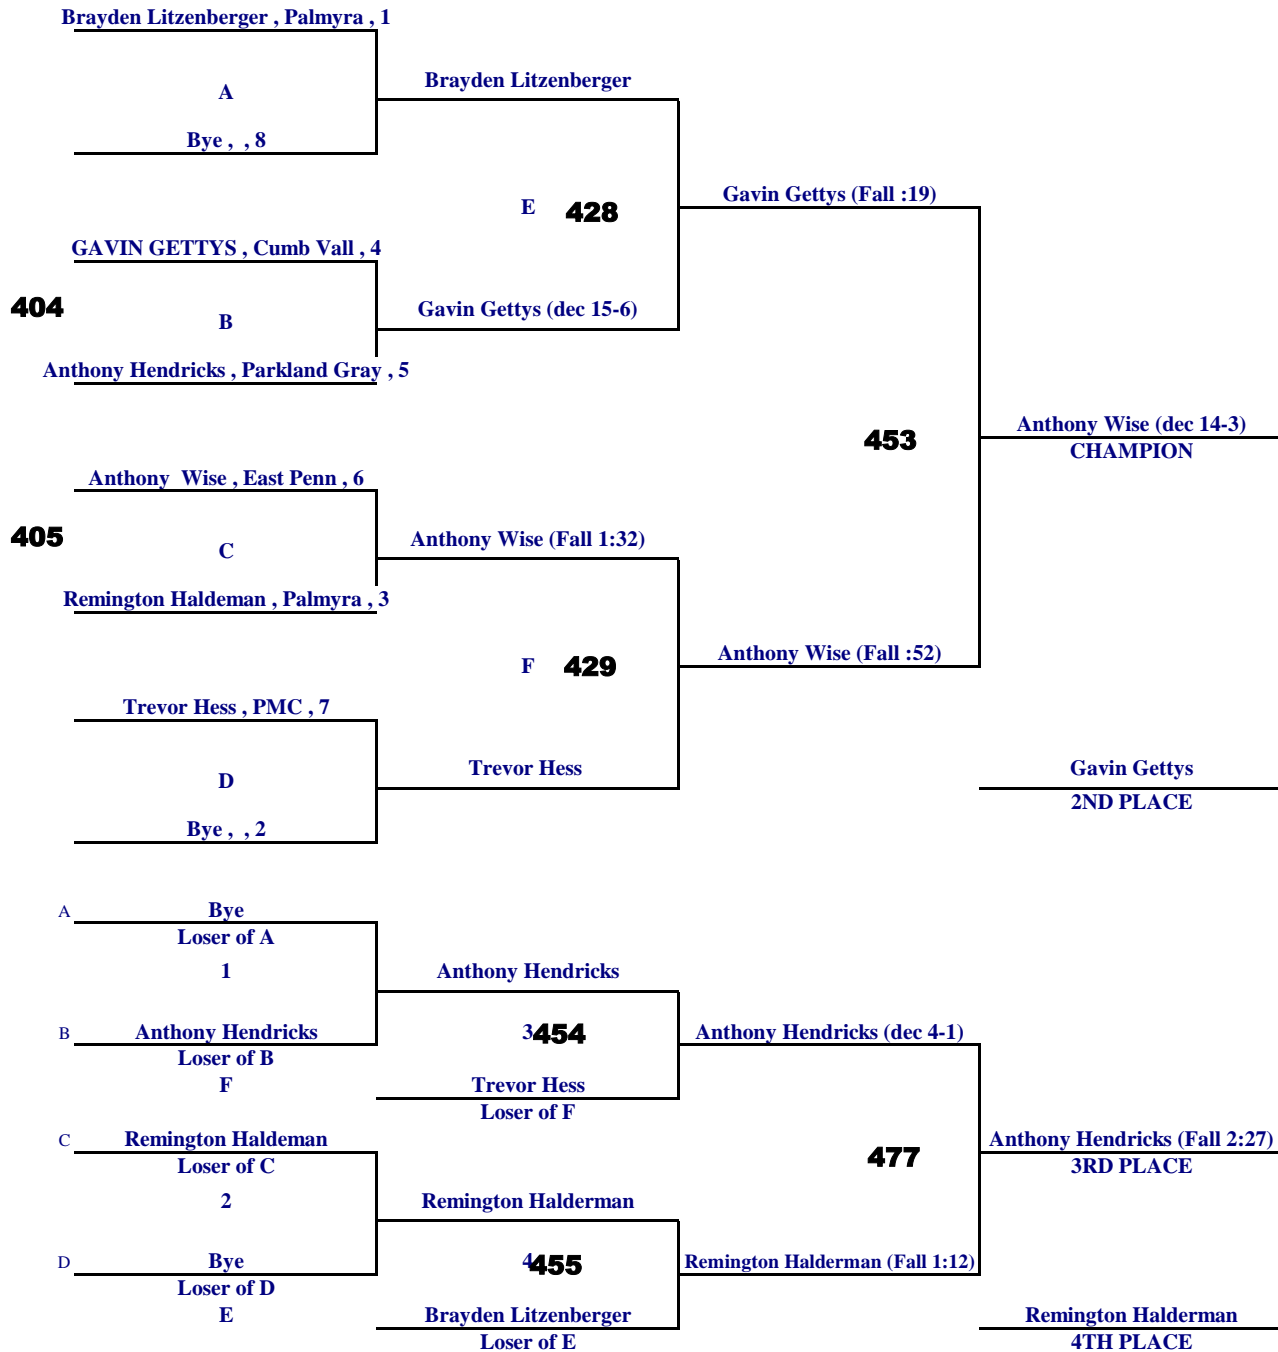 Brayden Litzenberger , Palmyra , 1
Brayden Litzenberger
A
Bye , , 8
Gavin Gettys (Fall :19)
E 428
GAVIN GETTYS , Cumb Vall , 4
404
Gavin Gettys (dec 15-6)
B
Anthony Hendricks , Parkland Gray , 5
Anthony Wise (dec 14-3)
453
CHAMPION
Anthony  Wise , East Penn , 6
405
Anthony Wise (Fall 1:32)
C
Remington Haldeman , Palmyra , 3
Anthony Wise (Fall :52)
F 429
Trevor Hess , PMC , 7
Trevor Hess
Gavin Gettys
D
2ND PLACE
Bye , , 2
A Bye
Loser of A
1
Anthony Hendricks
B Anthony Hendricks
3 454
Anthony Hendricks (dec 4-1)
Loser of B
F
Trevor Hess
Loser of F
C Remington Haldeman
Anthony Hendricks (Fall 2:27)
477
Loser of C
3RD PLACE
2
Remington Halderman
D Bye
4 455
Remington Halderman (Fall 1:12)
Loser of D
E
Brayden Litzenberger
Remington Halderman
Loser of E
4TH PLACE